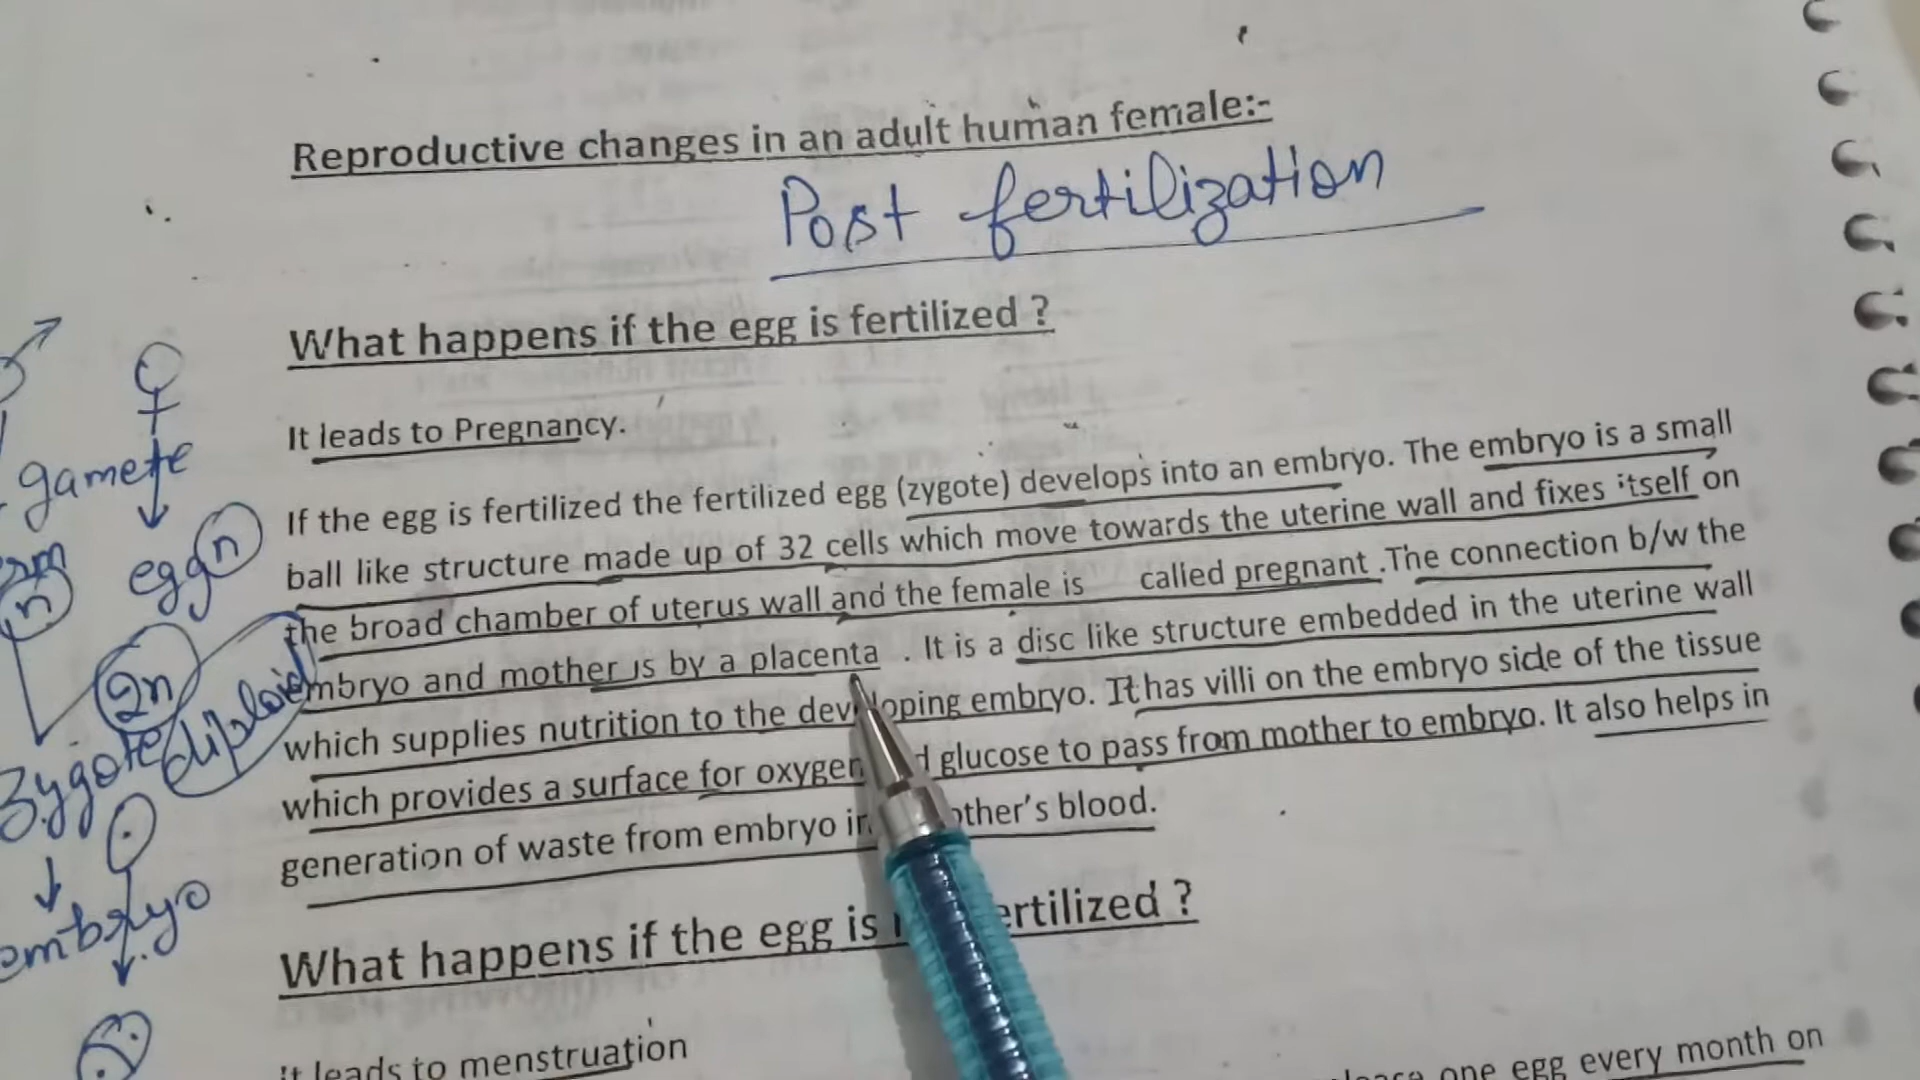 Reproductive changes in an adult human female:-
Post fertilization
What happens if the egg is fertilized ?
It leads to Pregnancy.
If the egg is fertilized the fertilized egg (zygote) develops into an embryo. The embryo is a small
ball like structure made up of 32 cells which move towards the uterine wall and fixes itself on
the broad chamber of uterus wall and the female is called pregnant .The connection b/w the
embryo and mother is by a placenta . It is a disc like structure embedded in the uterine wall
which supplies nutrition to the developing embryo. It has villi on the embryo side of the tissue
which provides a surface for oxygen glucose to pass from mother to embryo. It also helps in
generation of waste from embryo in mother's blood.
What happens if the egg is fertilized ?
It leads to menstruation
one egg every month on
♀
gamete
egg n
n
2n
diploid
Zygote
embryo